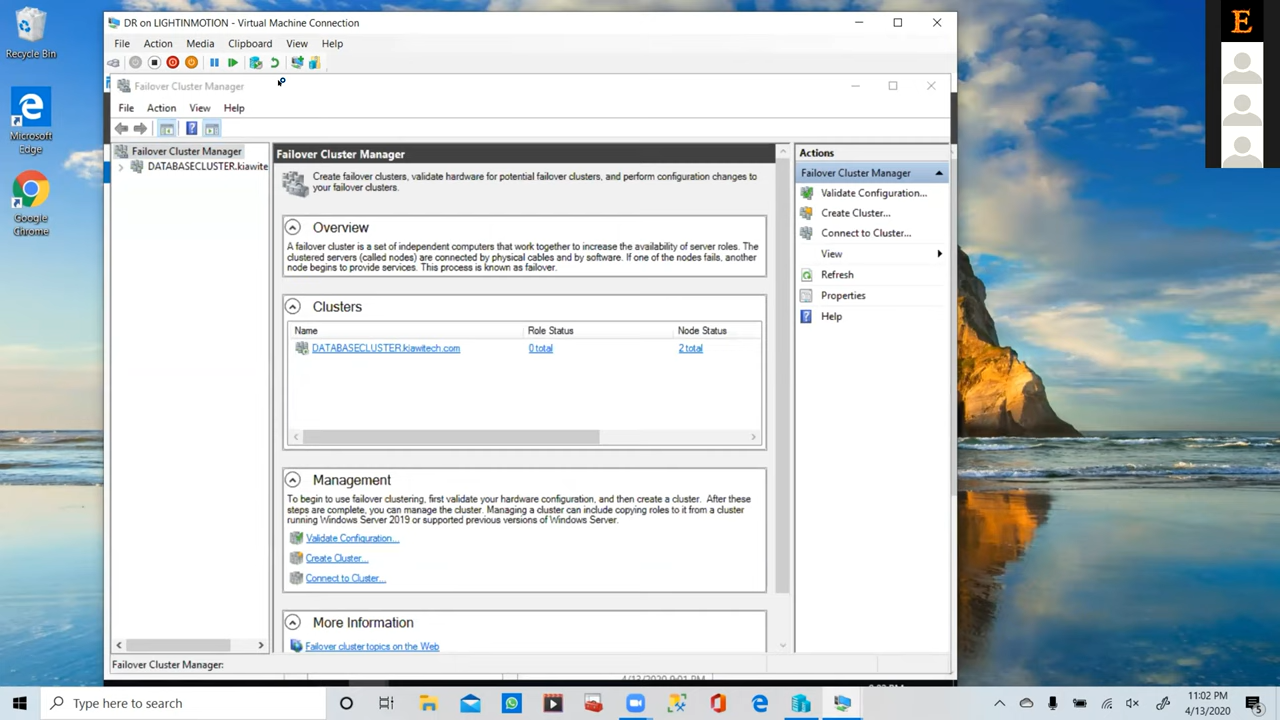 Recycle Bin
Microsoft
Edge
Google
Chrome
DR on LIGHTINMOTION - Virtual Machine Connection
File Action Media Clipboard View Help
Failover Cluster Manager
File Action View Help
Failover Cluster Manager
DATABASECLUSTER.kiawite
Failover Cluster Manager
Create failover clusters, validate hardware for potential failover clusters, and perform configuration changes to
your failover clusters.
Overview
A failover cluster is a set of independent computers that work together to increase the availability of server roles. The
clustered servers (called nodes) are connected by physical cables and by software. If one of the nodes fails, another
node begins to provide services. This process is known as failover.
Clusters
Name Role Status Node Status
DATABASECLUSTER.kiawitech.com 0 total 2 total
Management
To begin to use failover clustering, first validate your hardware configuration, and then create a cluster. After these
steps are complete, you can manage the cluster. Managing a cluster can include copying roles to it from a cluster
running Windows Server 2019 or supported previous versions of Windows Server.
Validate Configuration...
Create Cluster...
Connect to Cluster...
More Information
Failover cluster topics on the Web
Actions
Failover Cluster Manager
Validate Configuration...
Create Cluster...
Connect to Cluster...
View
Refresh
Properties
Help
Failover Cluster Manager:
4/13/2020 9:01 PM
E
Type here to search
11:02 PM
4/13/2020
5